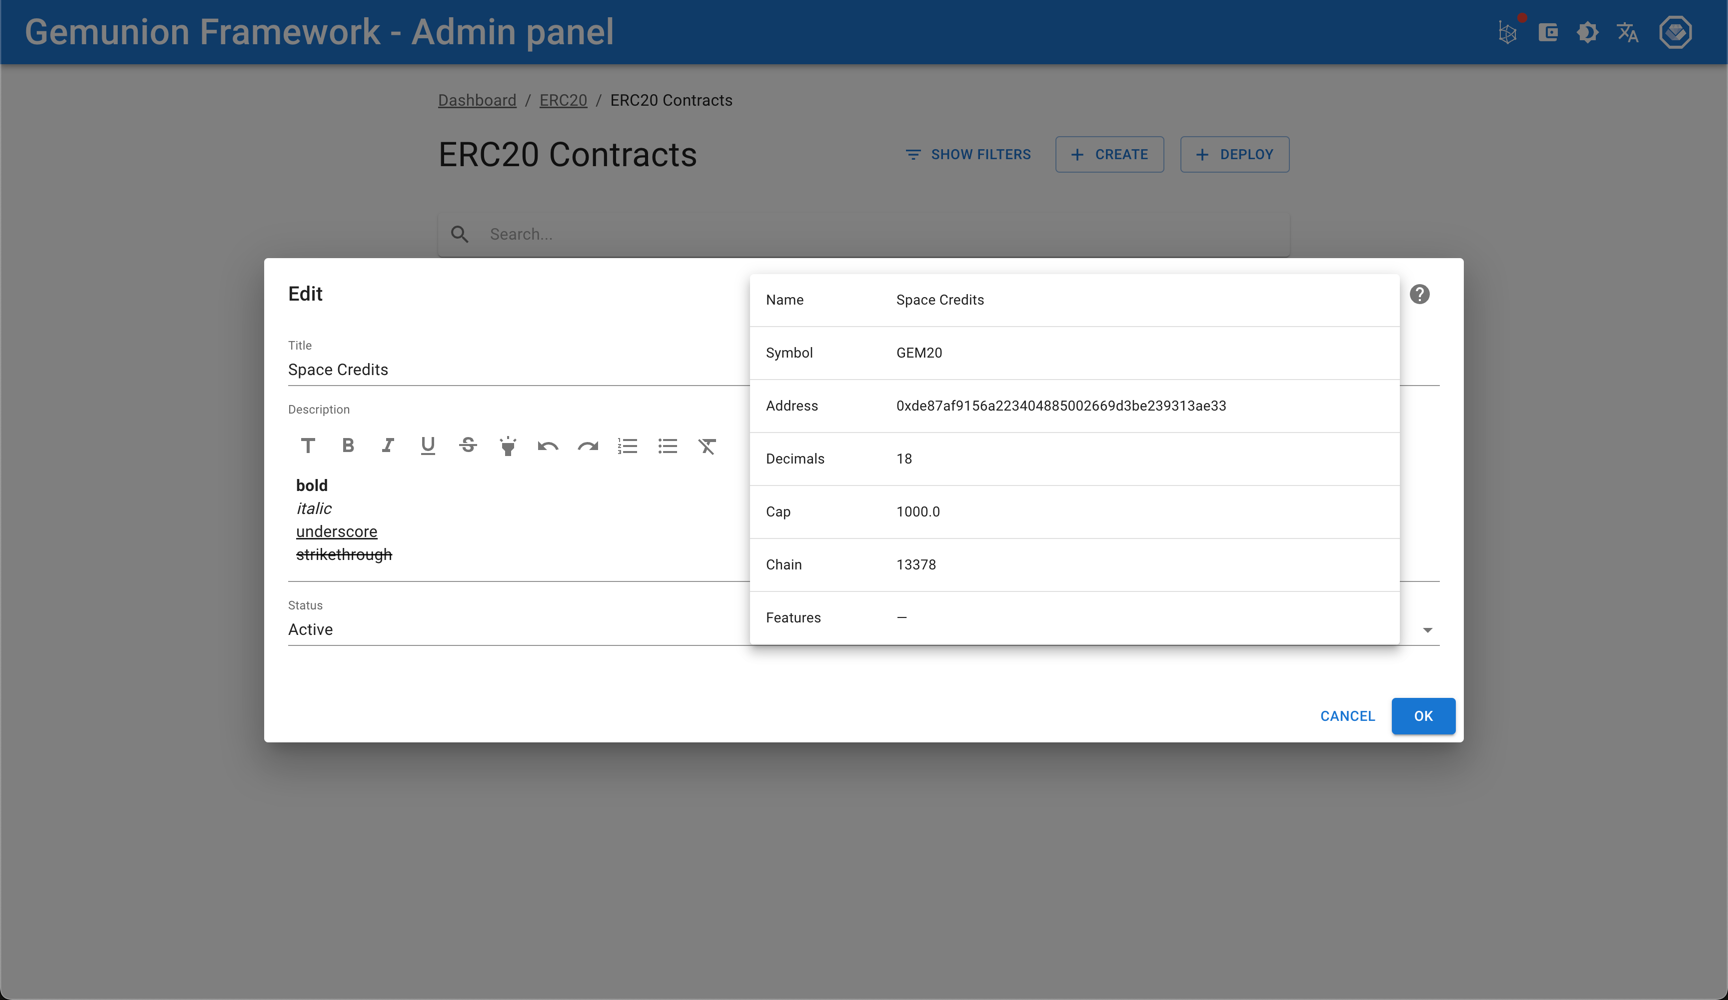 Gemunion Framework - Admin panel
Dashboard / ERC20 / ERC20 Contracts
ERC20 Contracts
SHOW FILTERS
+ CREATE
+ DEPLOY
Search...
Edit
Title
Space Credits
Description
bold
italic
underscore
strikethrough
Status
Active
Name Space Credits
Symbol GEM20
Address 0xde87af9156a223404885002669d3be239313ae33
Decimals 18
Cap 1000.0
Chain 13378
Features —
CANCEL
OK